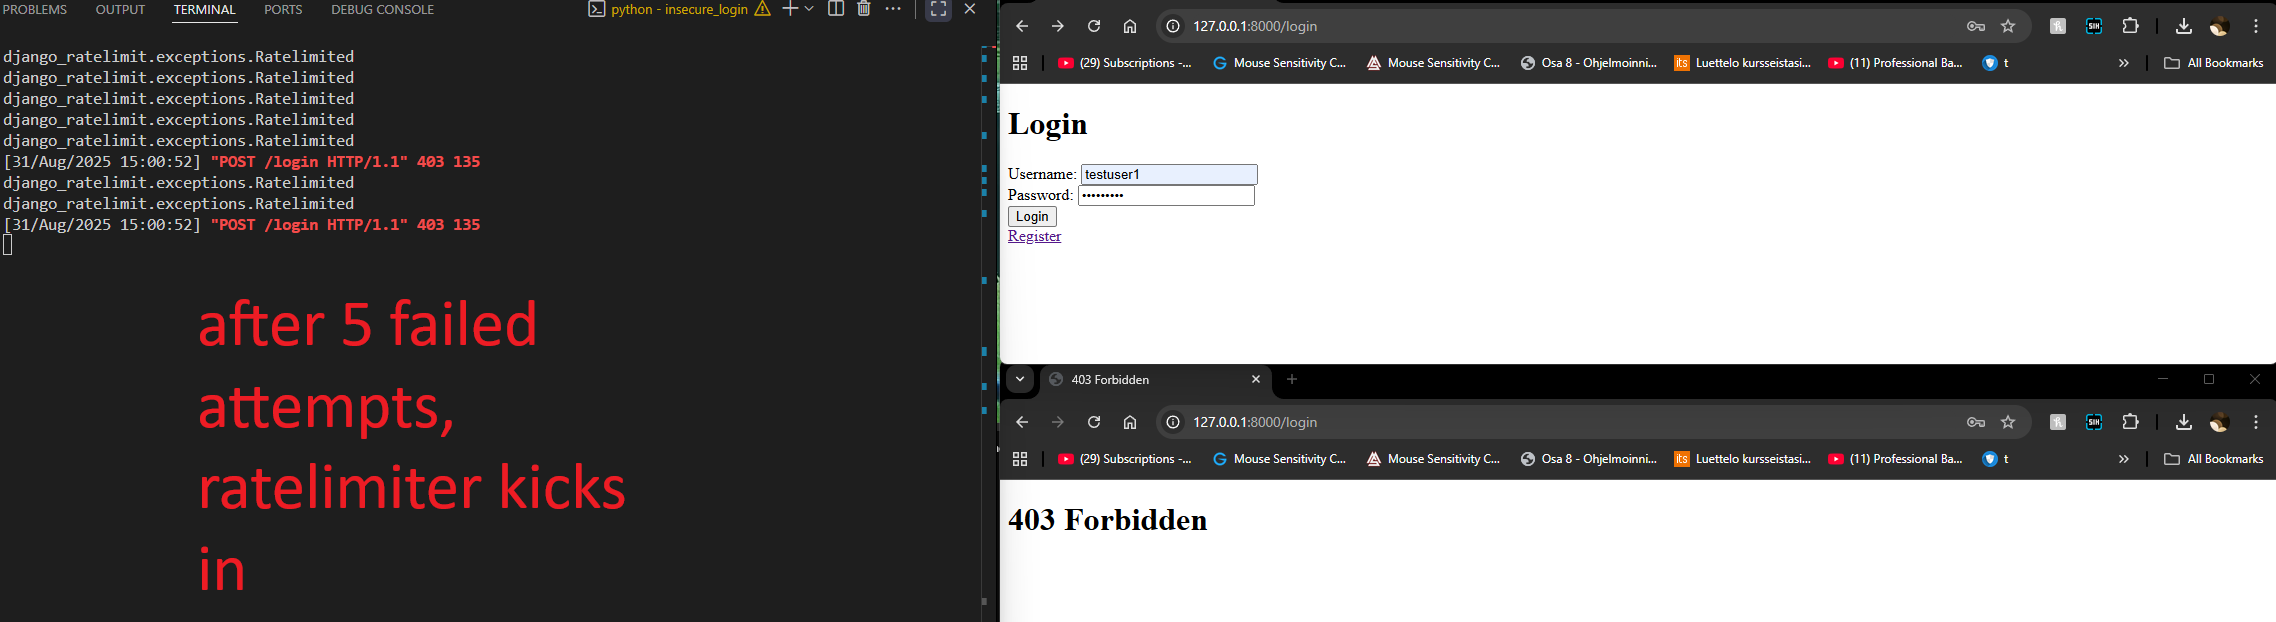 PROBLEMS OUTPUT TERMINAL PORTS DEBUG CONSOLE python - insecure_login
django_ratelimit.exceptions.Ratelimited
django_ratelimit.exceptions.Ratelimited
django_ratelimit.exceptions.Ratelimited
django_ratelimit.exceptions.Ratelimited
django_ratelimit.exceptions.Ratelimited
[31/Aug/2025 15:00:52] "POST /login HTTP/1.1" 403 135
django_ratelimit.exceptions.Ratelimited
django_ratelimit.exceptions.Ratelimited
[31/Aug/2025 15:00:52] "POST /login HTTP/1.1" 403 135
after 5 failed
attempts,
ratelimiter kicks
in
127.0.0.1:8000/login
(29) Subscriptions -... Mouse Sensitivity C... Mouse Sensitivity C... Osa 8 - Ohjelmoinni... its Luettelo kursseistasi... (11) Professional Ba... t » All Bookmarks
Login
Username: testuser1
Password: •••••••••
Login
Register
403 Forbidden
127.0.0.1:8000/login
(29) Subscriptions -... Mouse Sensitivity C... Mouse Sensitivity C... Osa 8 - Ohjelmoinni... its Luettelo kursseistasi... (11) Professional Ba... t » All Bookmarks
403 Forbidden